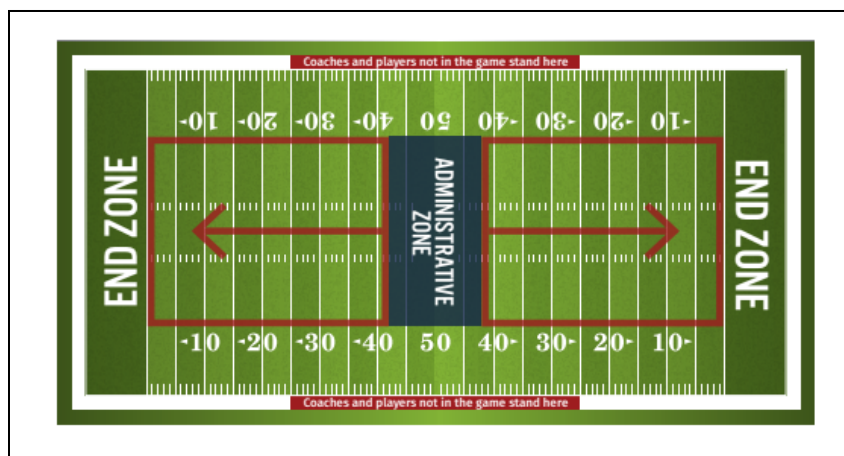 Coaches and players not in the game stand here
10 20 30 40 50 40 30 20 10
END ZONE
ADMINISTRATIVE
ZONE
END ZONE
10 20 30 40 50 40 30 20 10
Coaches and players not in the game stand here